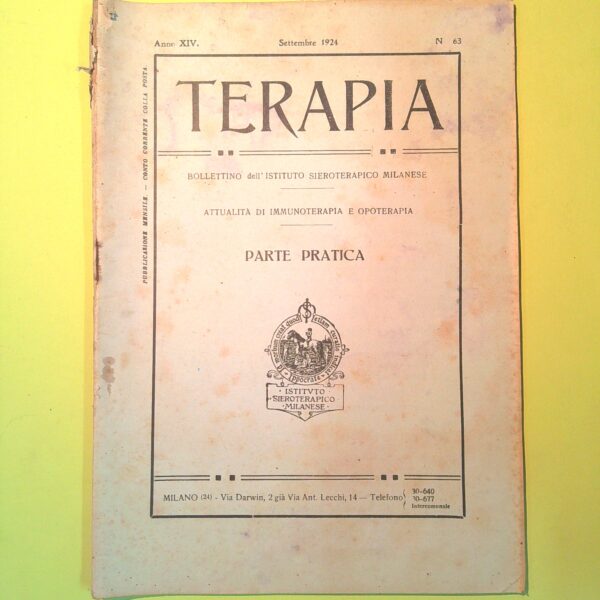 Anno XIV. Settembre 1924 N 63
TERAPIA
BOLLETTINO dell'ISTITUTO SIEROTERAPICO MILANESE
ATTUALITÀ DI IMMUNOTERAPIA E OPOTERAPIA
PARTE PRATICA
Ippocrate
ISTITVTO
SIEROTERAPICO
MILANESE
MILANO (24) - Via Darwin, 2 già Via Ant. Lecchi, 14 — Telefono
30-640
30-677
Intercomunale
PUBBLICAZIONE MENSILE. — CONTO CORRENTE COLLA POSTA.